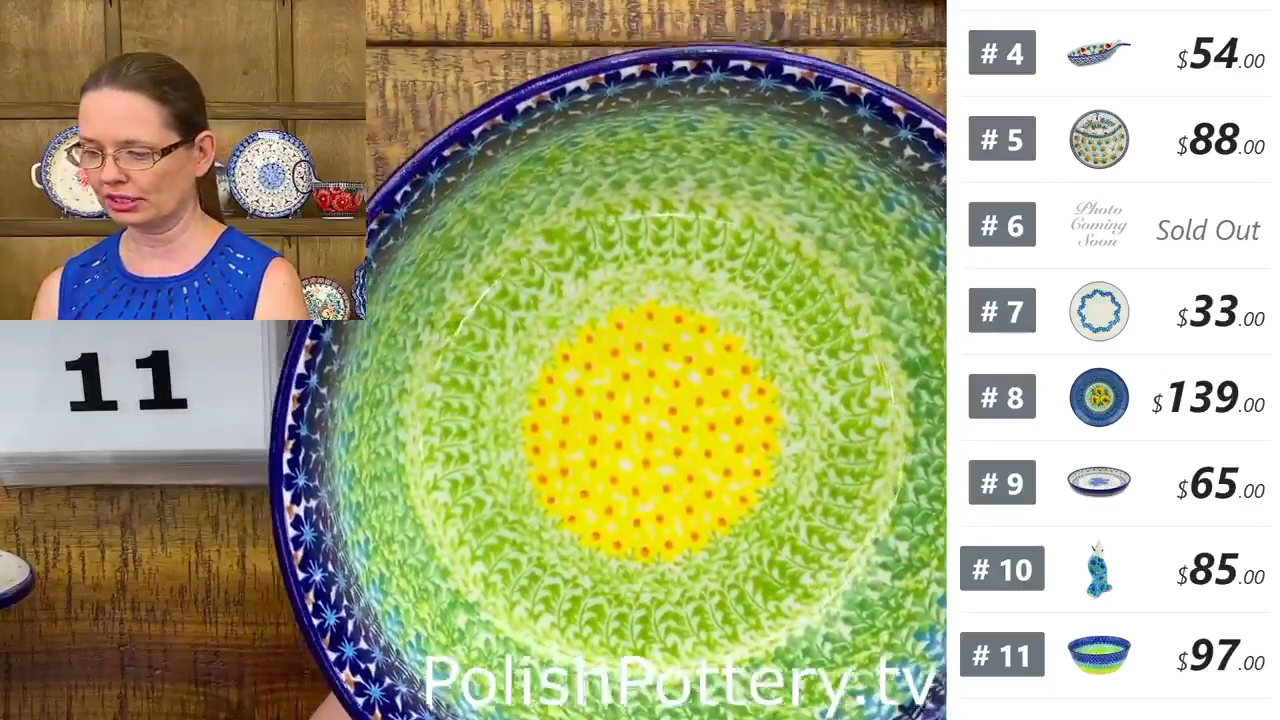 11
PolishPottery.tv
# 4 $54.00
# 5 $88.00
# 6 Photo Coming Soon Sold Out
# 7 $33.00
# 8 $139.00
# 9 $65.00
# 10 $85.00
# 11 $97.00